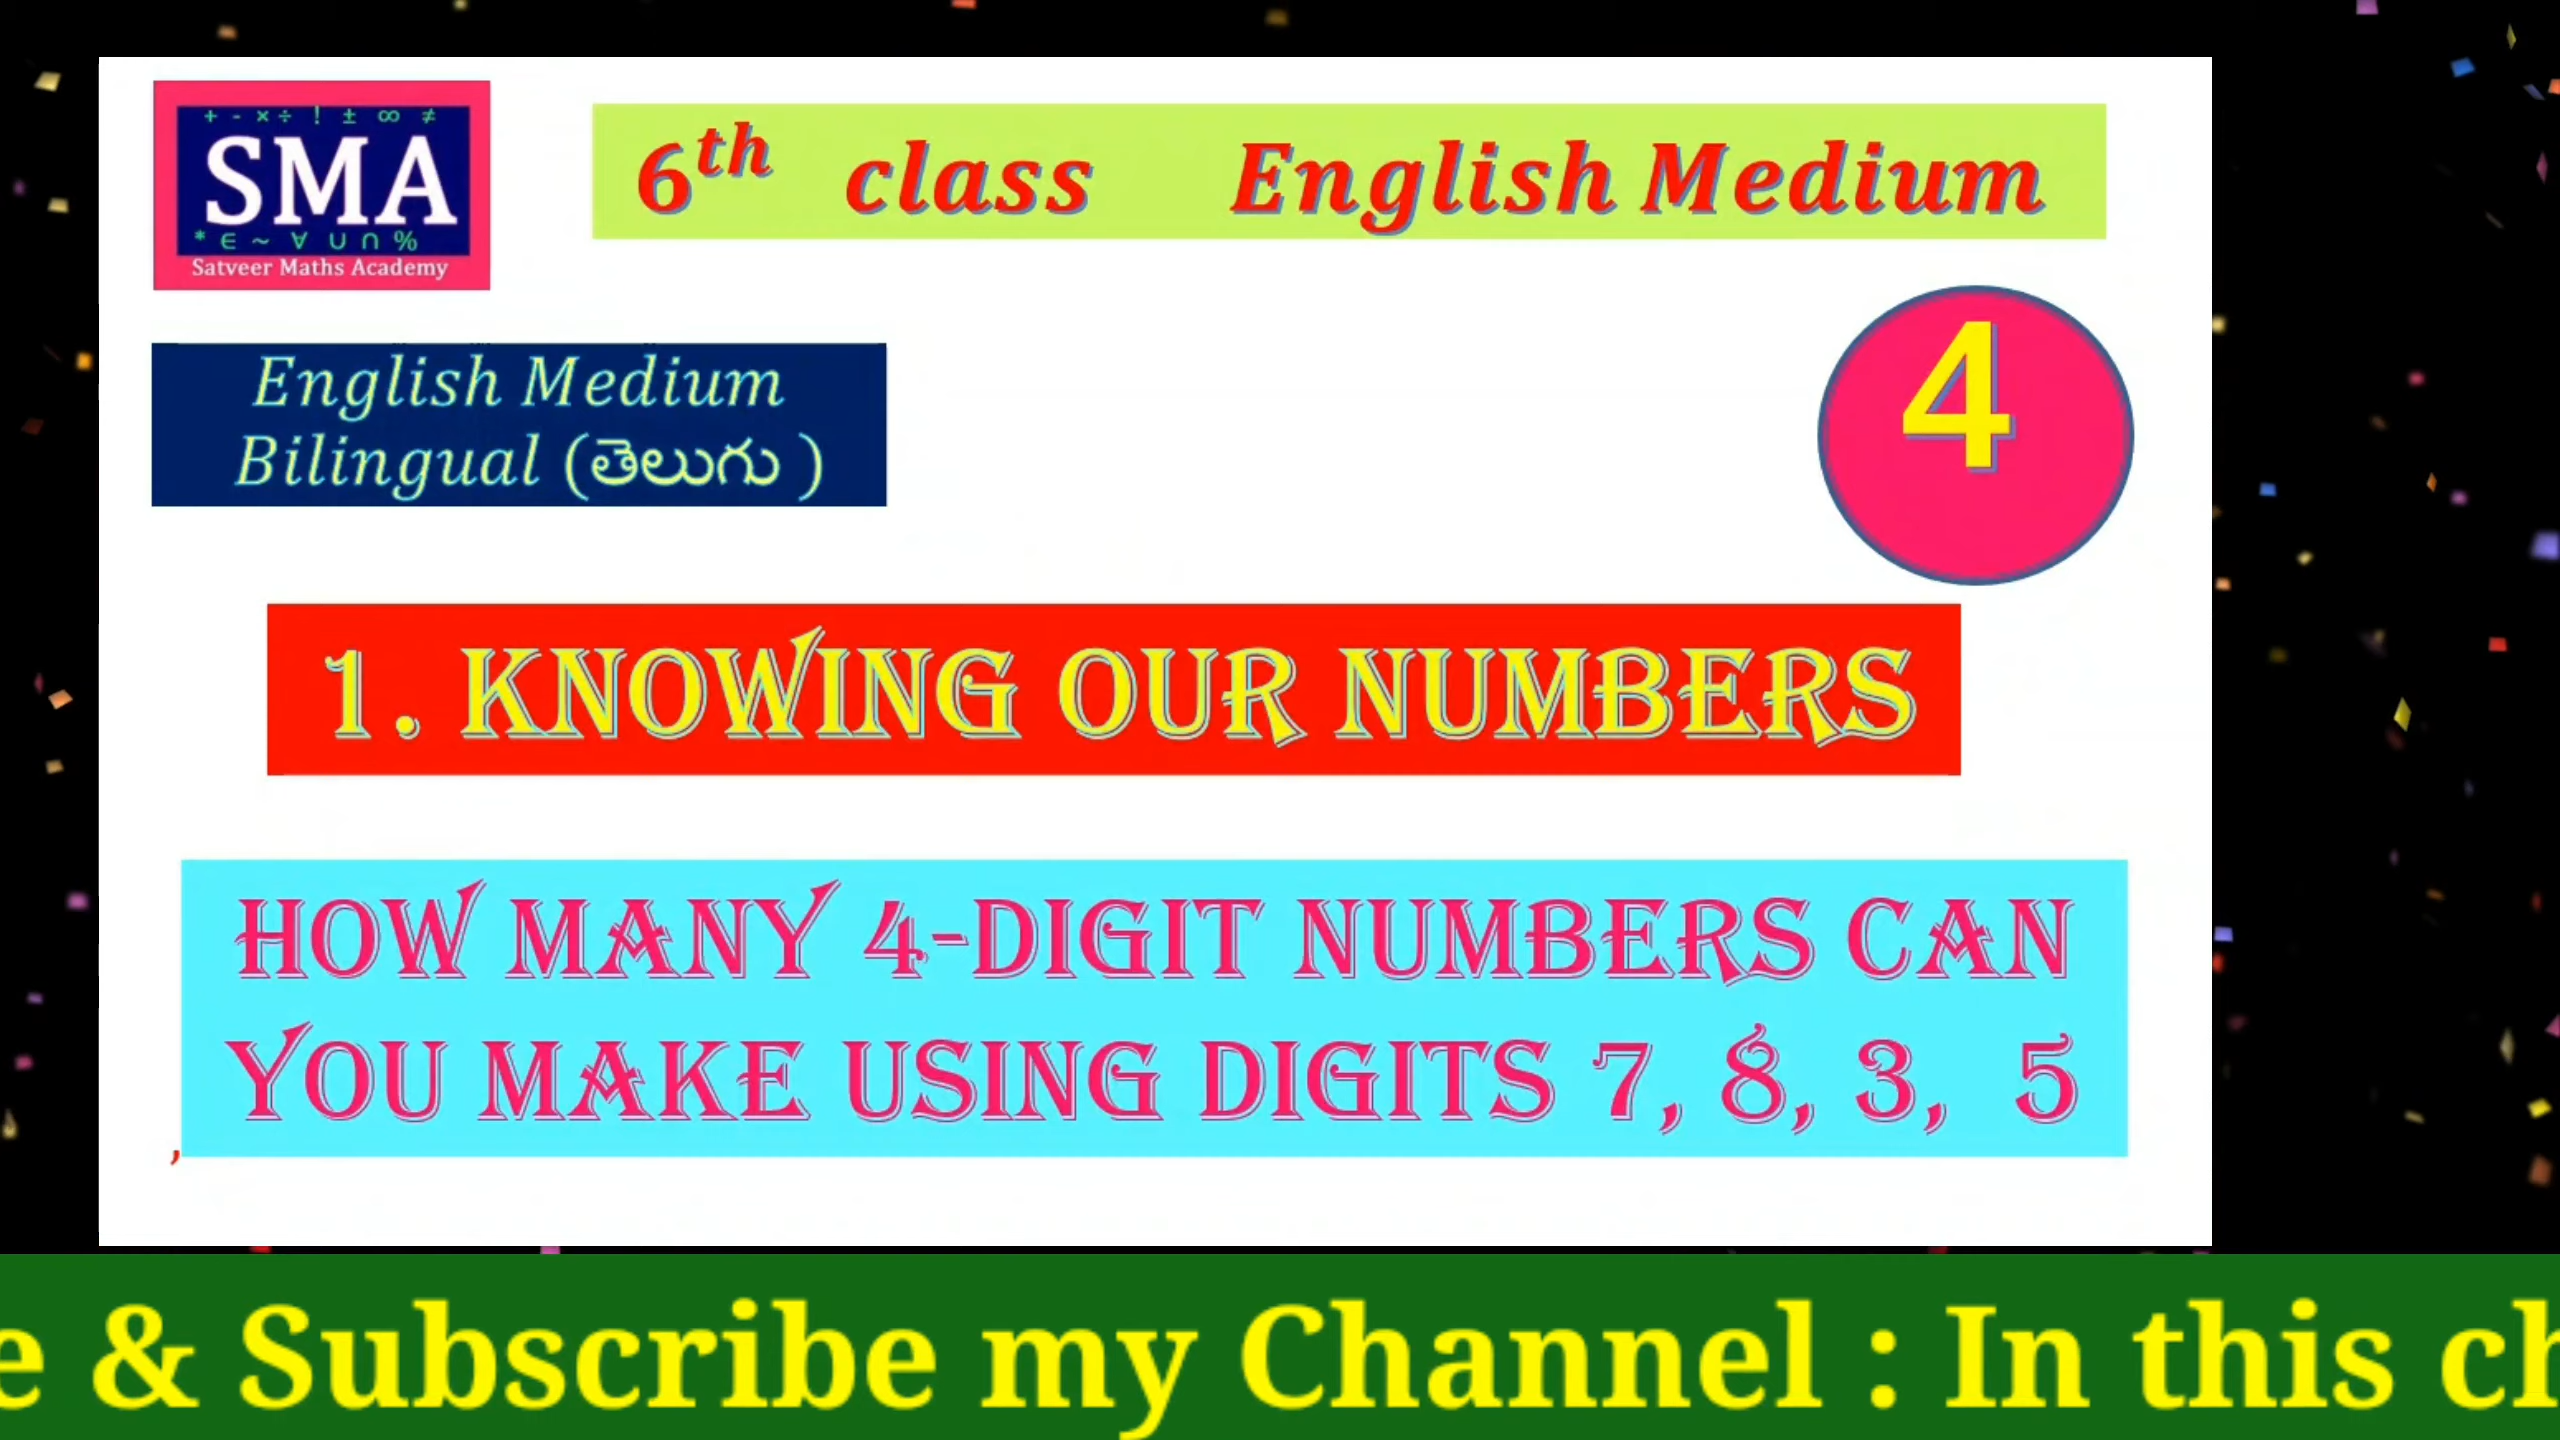 + - × ÷ ! ± ∞ ≠
SMA
* ∈ ~ ∀ ∪ ∩ %
Satveer Maths Academy
6th class English Medium
English Medium
Bilingual (తెలుగు )
4
1. KNOWING OUR NUMBERS
HOW MANY 4-DIGIT NUMBERS CAN
YOU MAKE USING DIGITS 7, 8, 3, 5
,
e & Subscribe my Channel : In this ch